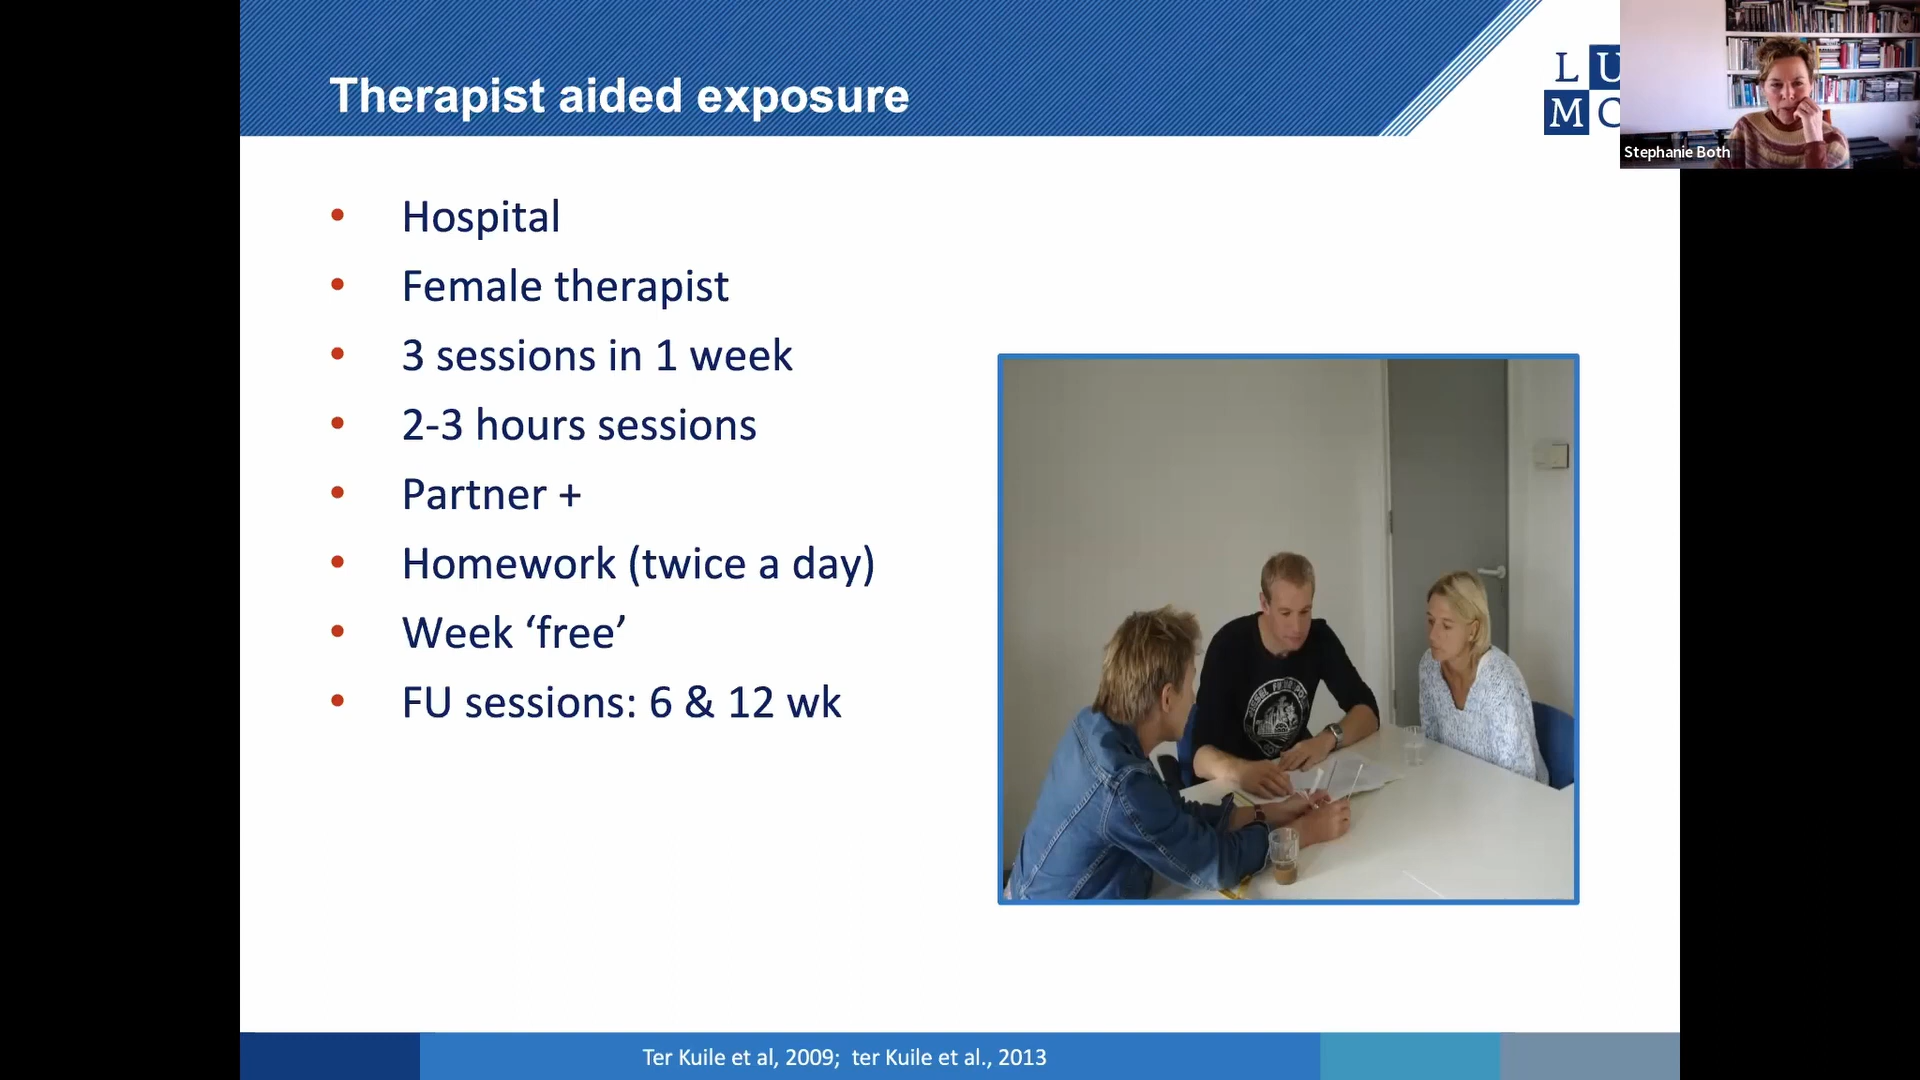 Therapist aided exposure
L U
M C
Stephanie Both
• Hospital
• Female therapist
• 3 sessions in 1 week
• 2-3 hours sessions
• Partner +
• Homework (twice a day)
• Week ‘free’
• FU sessions: 6 & 12 wk
Ter Kuile et al, 2009; ter Kuile et al., 2013